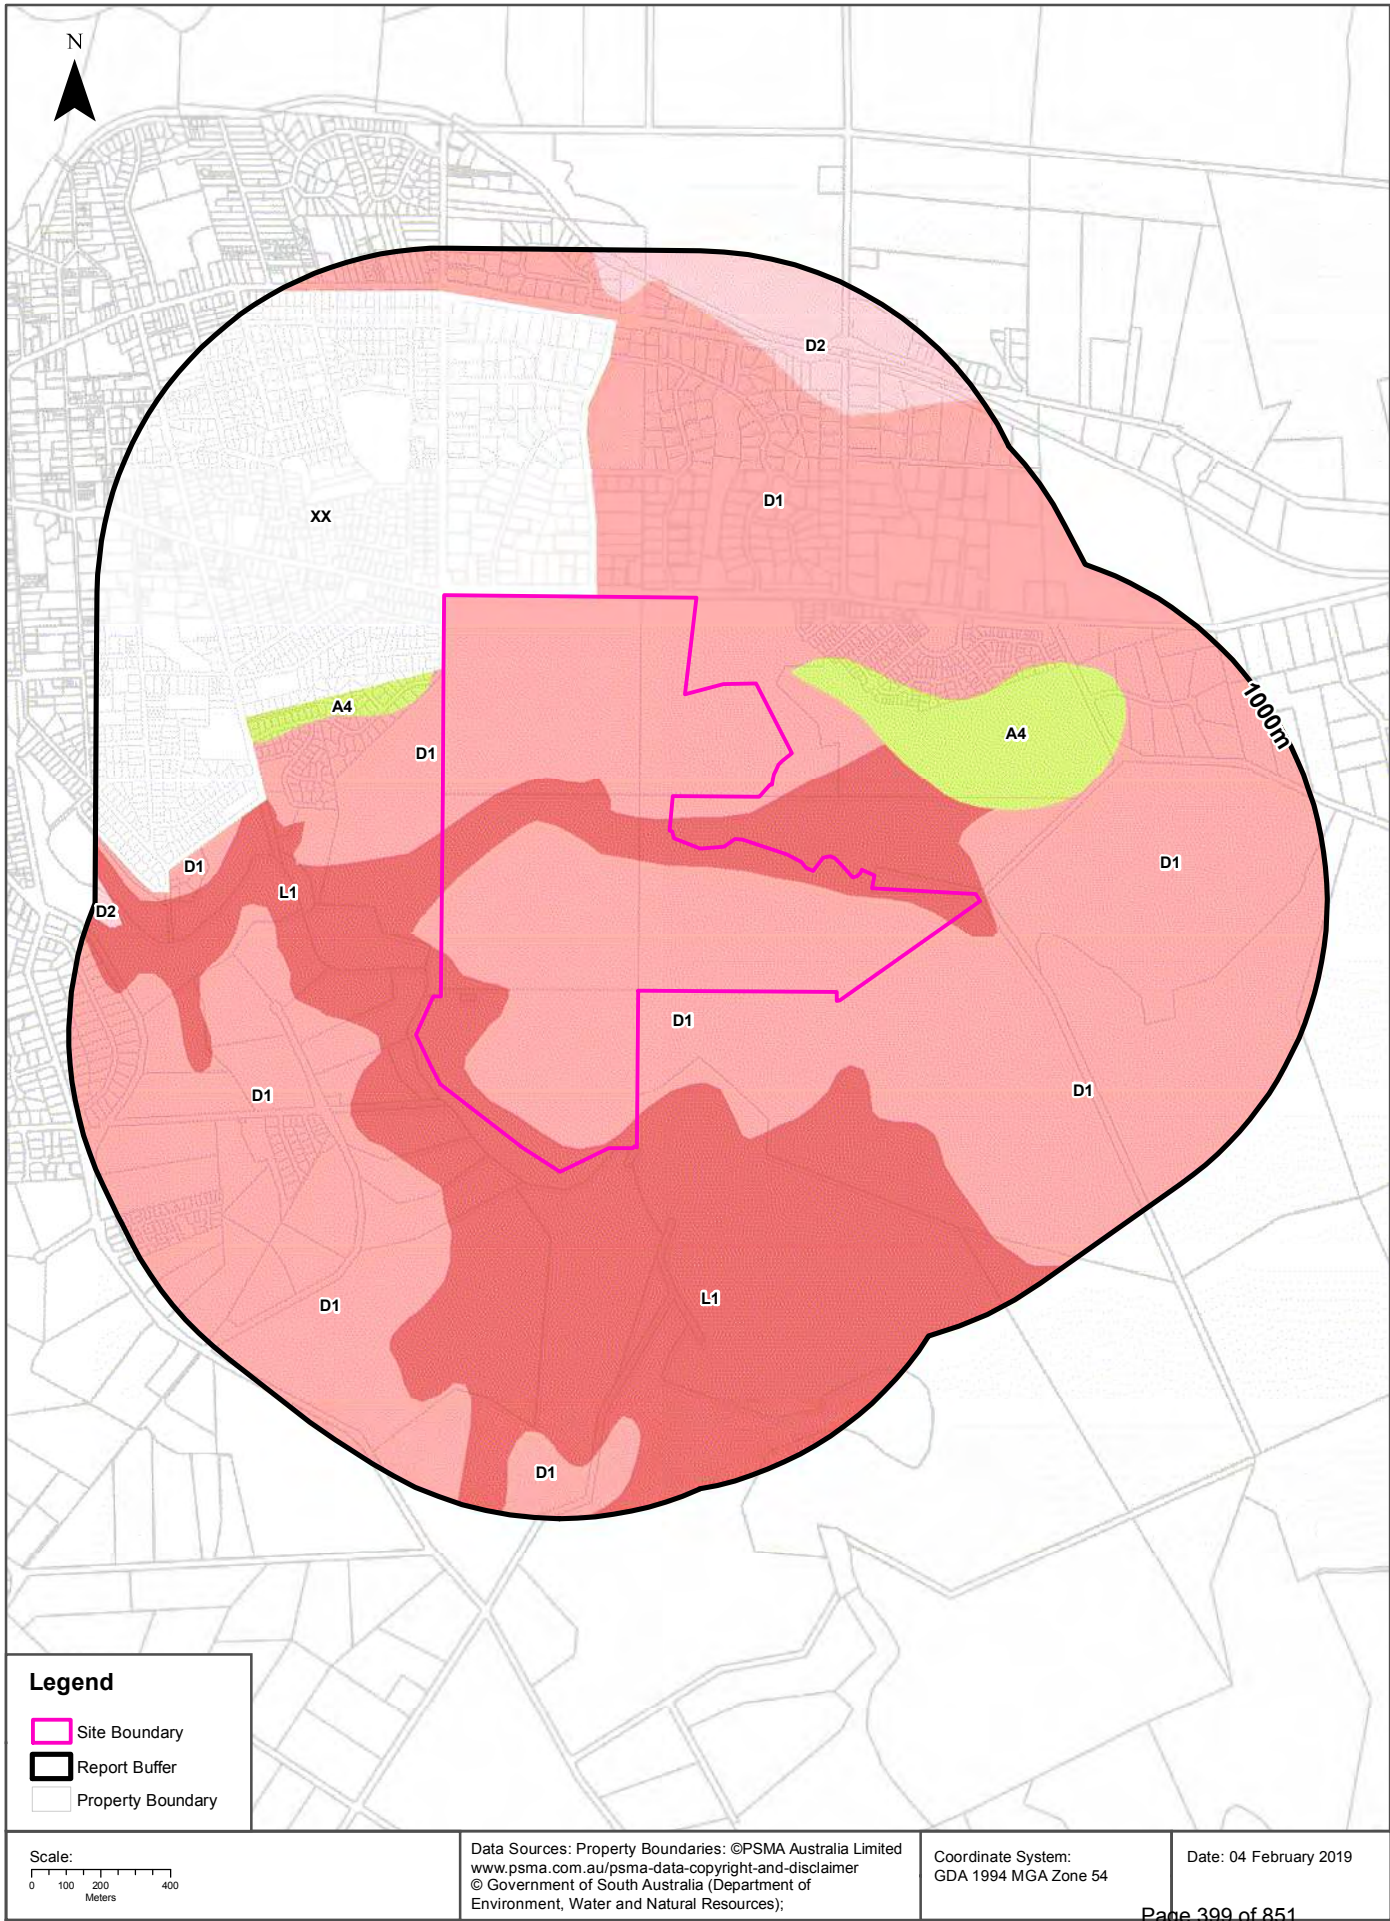 N
D2
D1
XX
1000m
A4
A4
D1
D1
D1
L1
D2
D1
D1
D1
D1
L1
D1
Legend
Site Boundary
Report Buffer
Property Boundary
Scale:
0 100 200 400
Meters
Data Sources: Property Boundaries: ©PSMA Australia Limited
www.psma.com.au/psma-data-copyright-and-disclaimer
© Government of South Australia (Department of
Environment, Water and Natural Resources);
Coordinate System:
GDA 1994 MGA Zone 54
Date: 04 February 2019
Page 399 of 851